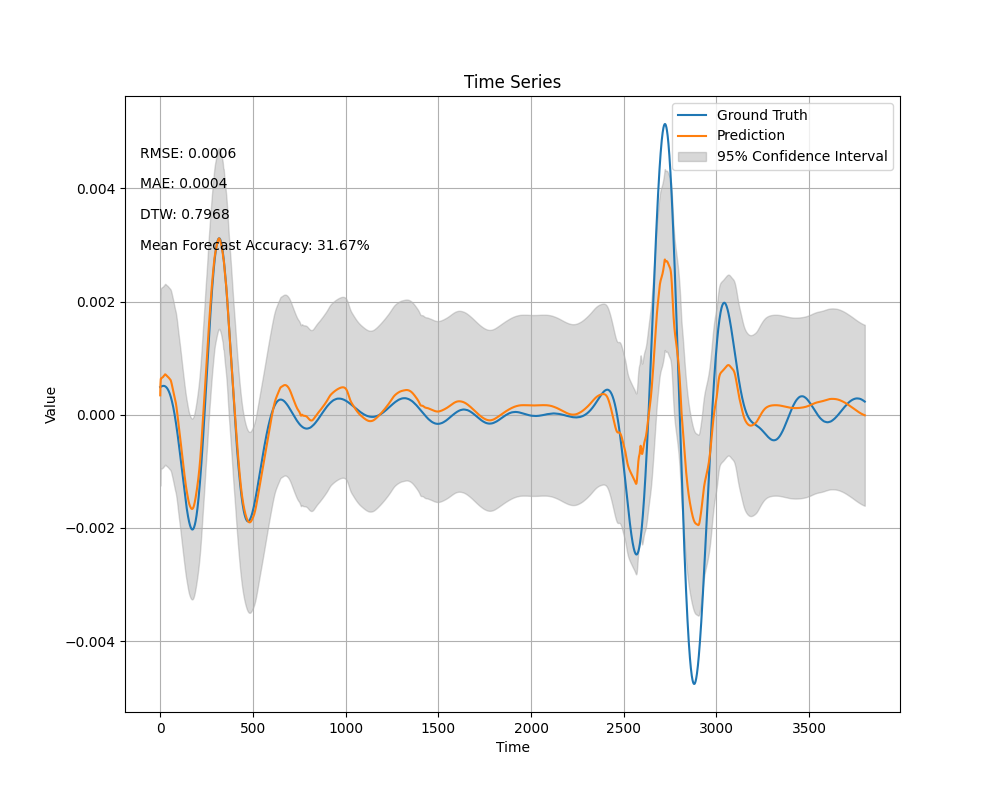 Time Series
Ground Truth
Prediction
95% Confidence Interval
RMSE: 0.0006
MAE: 0.0004
DTW: 0.7968
Mean Forecast Accuracy: 31.67%
0.004
0.002
0.000
−0.002
−0.004
Value
0 500 1000 1500 2000 2500 3000 3500
Time